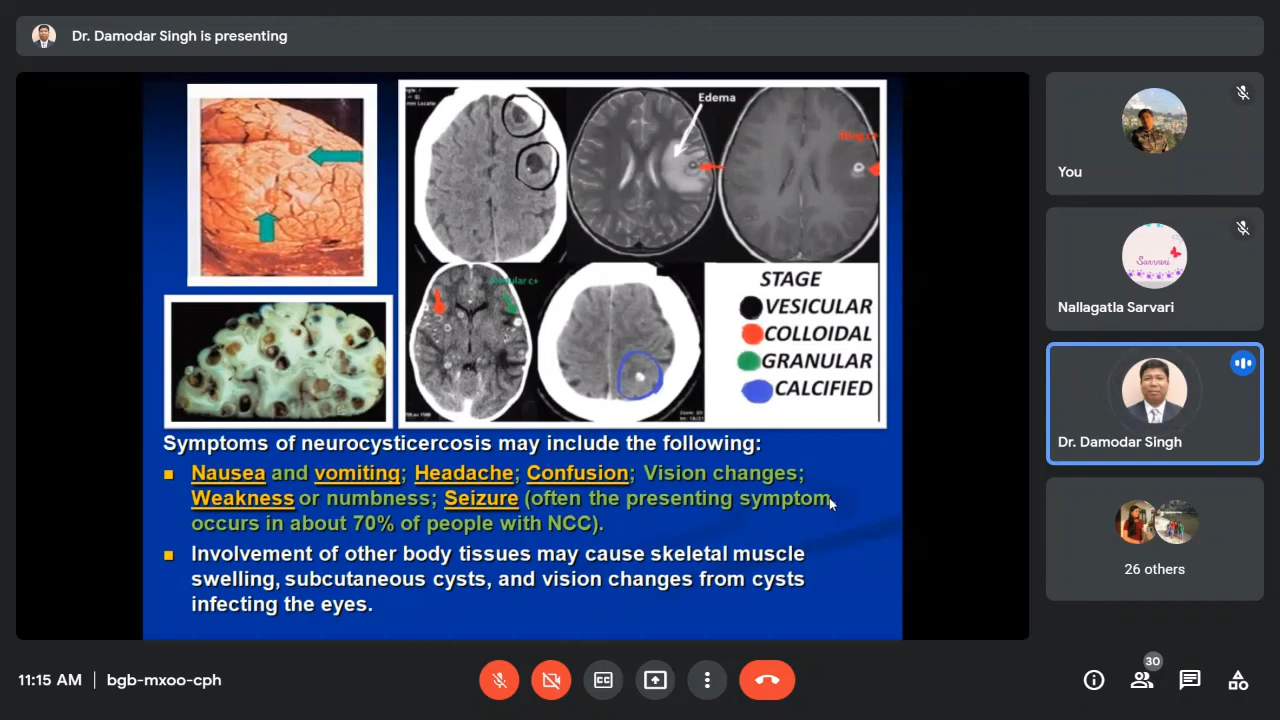 Dr. Damodar Singh is presenting
Edema
Ring c+
STAGE
VESICULAR
COLLOIDAL
GRANULAR
CALCIFIED
Symptoms of neurocysticercosis may include the following:
Nausea and vomiting; Headache; Confusion; Vision changes;
Weakness or numbness; Seizure (often the presenting symptom
occurs in about 70% of people with NCC).
Involvement of other body tissues may cause skeletal muscle
swelling, subcutaneous cysts, and vision changes from cysts
infecting the eyes.
You
Sarvari
Nallagatla Sarvari
Dr. Damodar Singh
26 others
11:15 AM | bgb-mxoo-cph
30